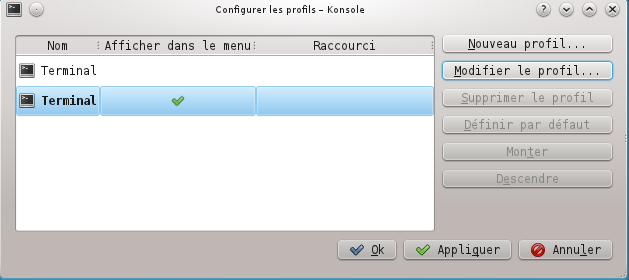 Configurer les profils – Konsole
Nom Afficher dans le menu Raccourci
Terminal
Terminal
Nouveau profil...
Modifier le profil...
Supprimer le profil
Définir par défaut
Monter
Descendre
Ok Appliquer Annuler